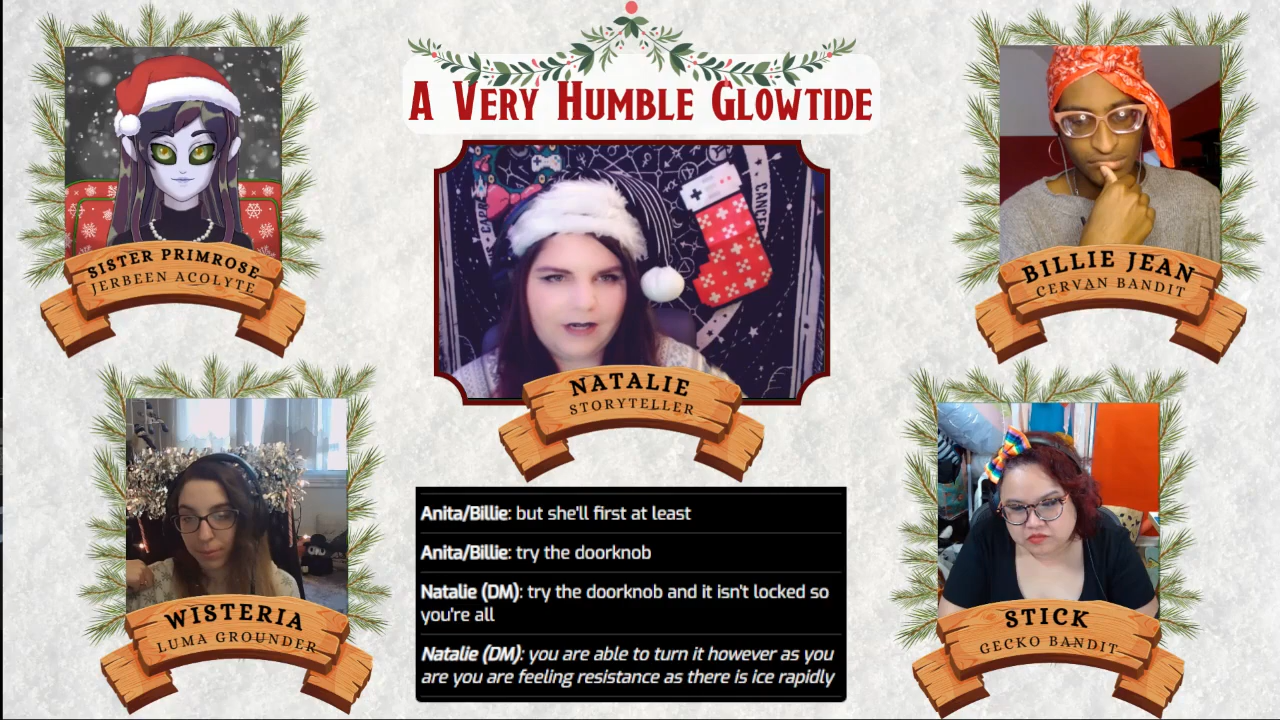 A VERY HUMBLE GLOWTIDE
SISTER PRIMROSE
JERBEEN ACOLYTE
BILLIE JEAN
CERVAN BANDIT
CANCER
NATALIE
STORYTELLER
WISTERIA
LUMA GROUNDER
STICK
GECKO BANDIT
Anita/Billie: but she'll first at least
Anita/Billie: try the doorknob
Natalie (DM): try the doorknob and it isn't locked so
you're all
Natalie (DM): you are able to turn it however as you
are you are feeling resistance as there is ice rapidly